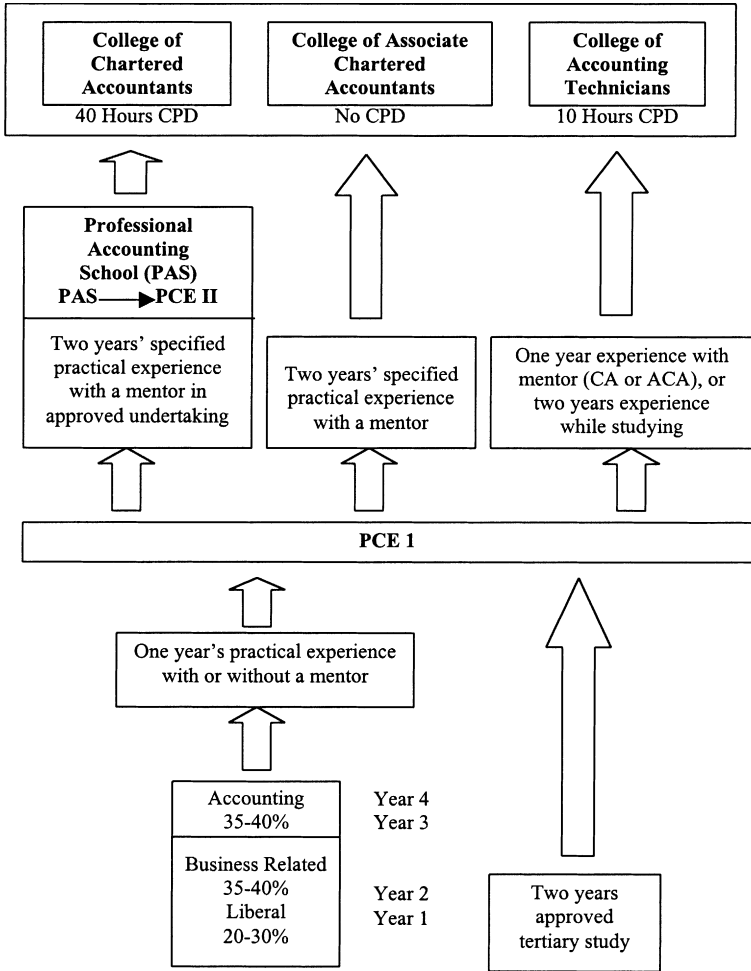 College of
Chartered
Accountants
40 Hours CPD
College of Associate
Chartered
Accountants
No CPD
College of
Accounting
Technicians
10 Hours CPD
Professional
Accounting
School (PAS)
PAS PCE II
Two years' specified
practical experience
with a mentor in
approved undertaking
Two years' specified
practical experience
with a mentor
One year experience with
mentor (CA or ACA), or
two years experience
while studying
PCE 1
One year's practical experience
with or without a mentor
Accounting
35-40%
Year 4
Year 3
Business Related
35-40%
Liberal
20-30%
Year 2
Year 1
Two years
approved
tertiary study